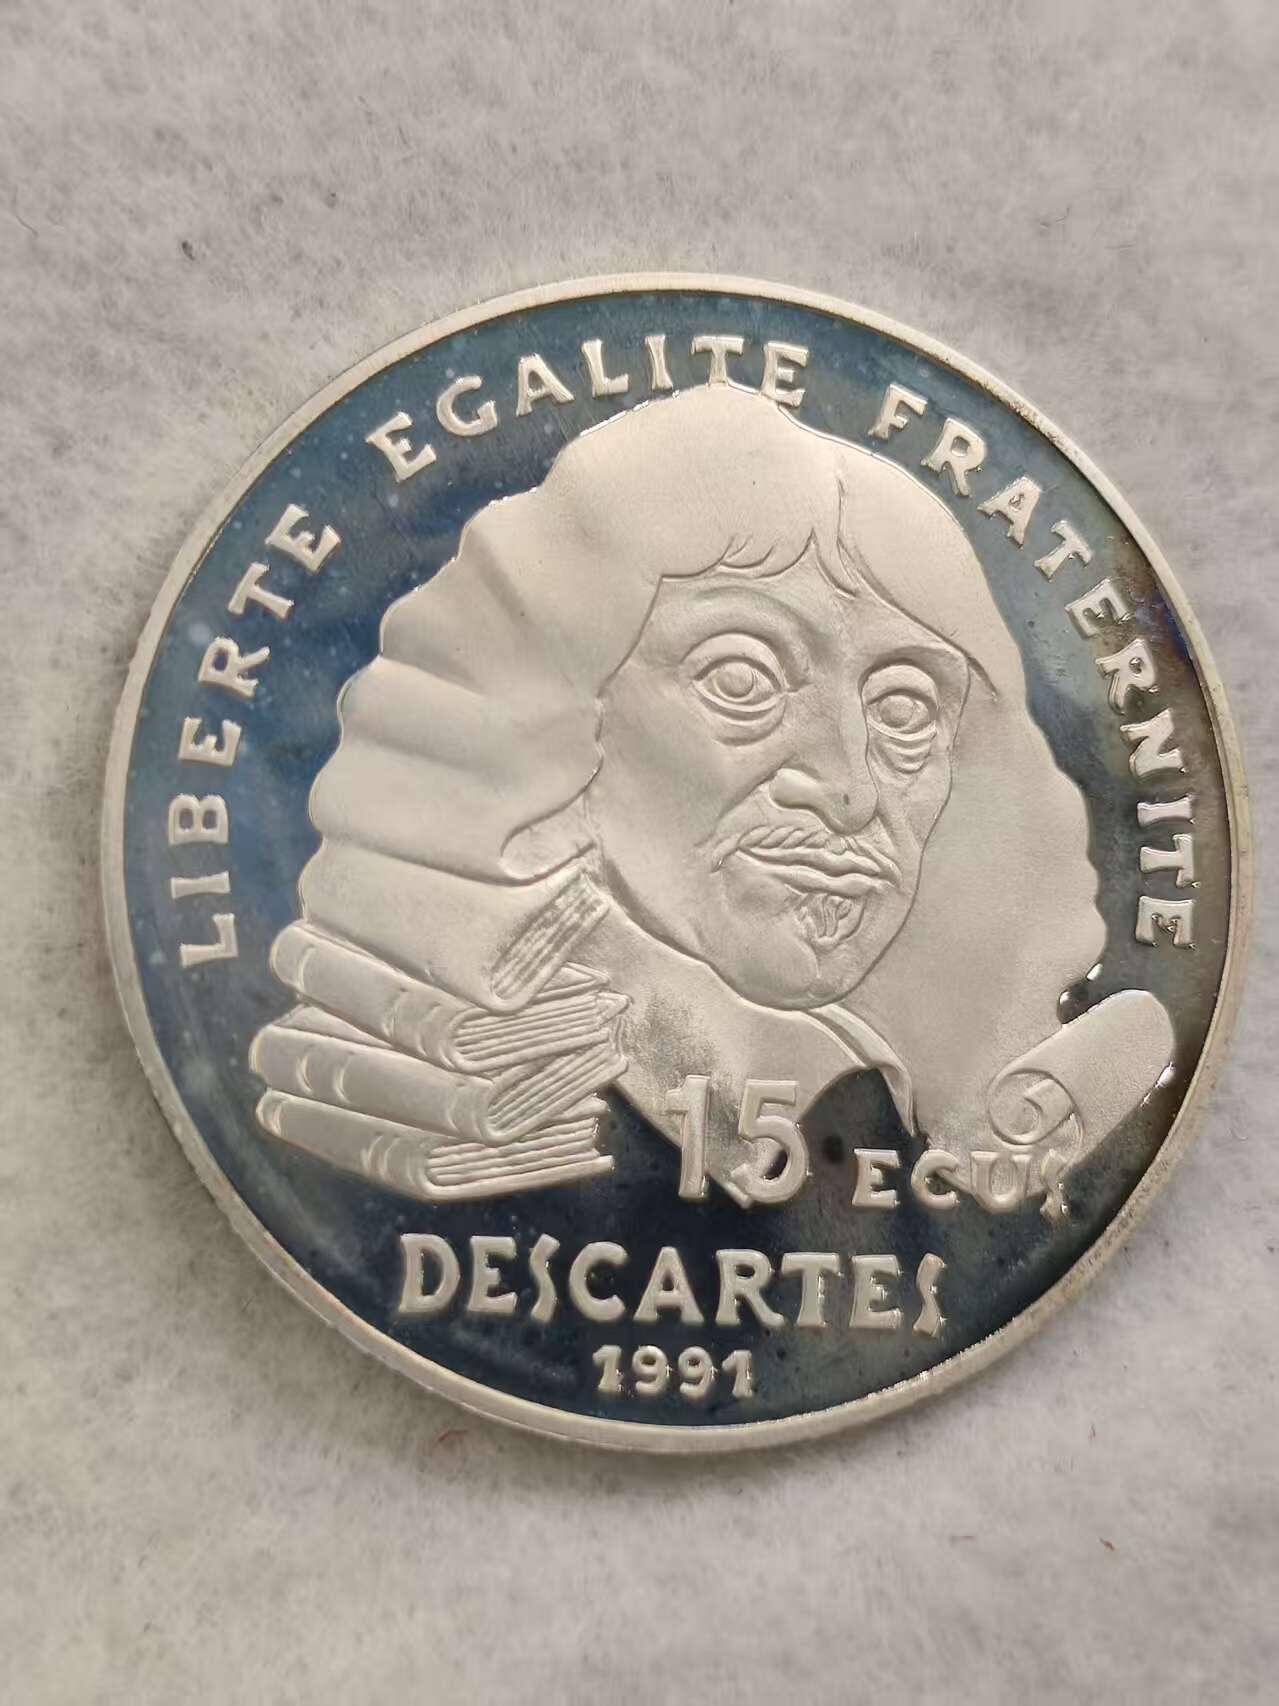 LIBERTE EGALITE FRATERNITE
15 ECUS
DESCARTES
1991